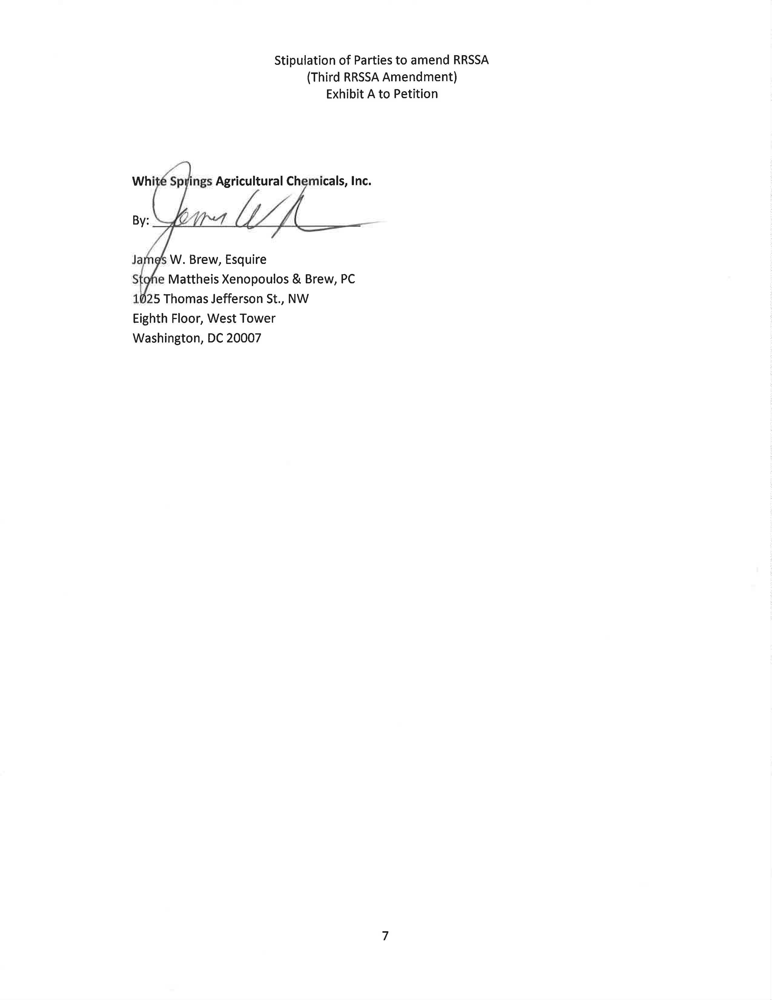 Stipulation of Parties to amend RRSSA
(Third RRSSA Amendment)
Exhibit A to Petition
White Springs Agricultural Chemicals, Inc.
By: James W
James W. Brew, Esquire
Stone Mattheis Xenopoulos & Brew, PC
1025 Thomas Jefferson St., NW
Eighth Floor, West Tower
Washington, DC 20007
7